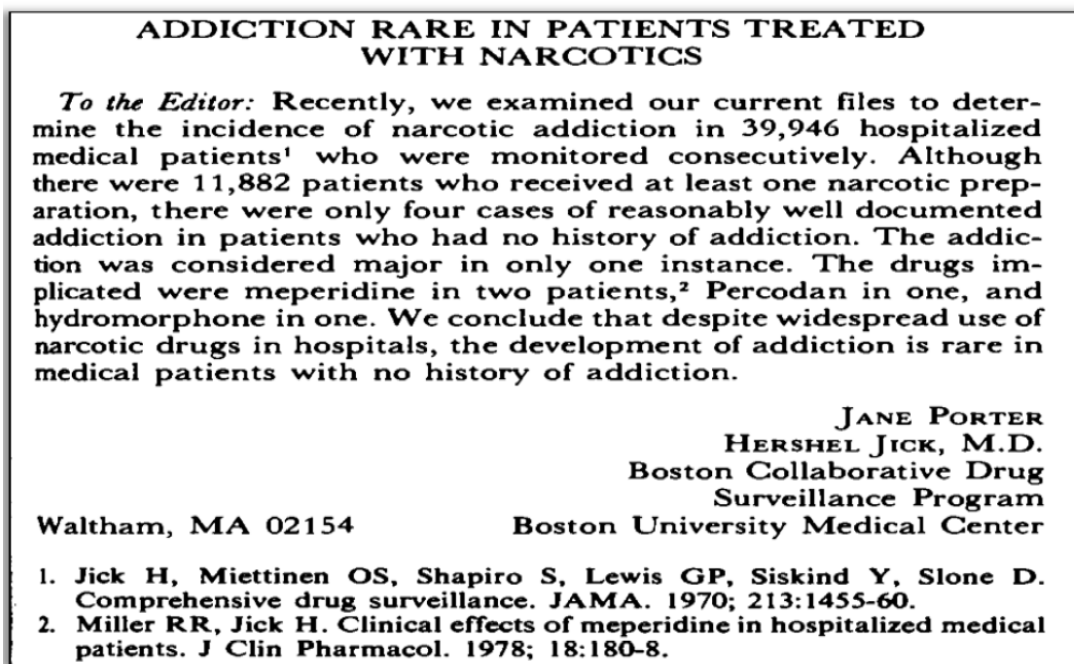 ADDICTION RARE IN PATIENTS TREATED
WITH NARCOTICS
To the Editor: Recently, we examined our current files to deter-
mine the incidence of narcotic addiction in 39,946 hospitalized
medical patients¹ who were monitored consecutively. Although
there were 11,882 patients who received at least one narcotic prep-
aration, there were only four cases of reasonably well documented
addiction in patients who had no history of addiction. The addic-
tion was considered major in only one instance. The drugs im-
plicated were meperidine in two patients,² Percodan in one, and
hydromorphone in one. We conclude that despite widespread use of
narcotic drugs in hospitals, the development of addiction is rare in
medical patients with no history of addiction.
JANE PORTER
HERSHEL JICK, M.D.
Boston Collaborative Drug
Surveillance Program
Waltham, MA 02154 Boston University Medical Center
1. Jick H, Miettinen OS, Shapiro S, Lewis GP, Siskind Y, Slone D.
Comprehensive drug surveillance. JAMA. 1970; 213:1455-60.
2. Miller RR, Jick H. Clinical effects of meperidine in hospitalized medical
patients. J Clin Pharmacol. 1978; 18:180-8.